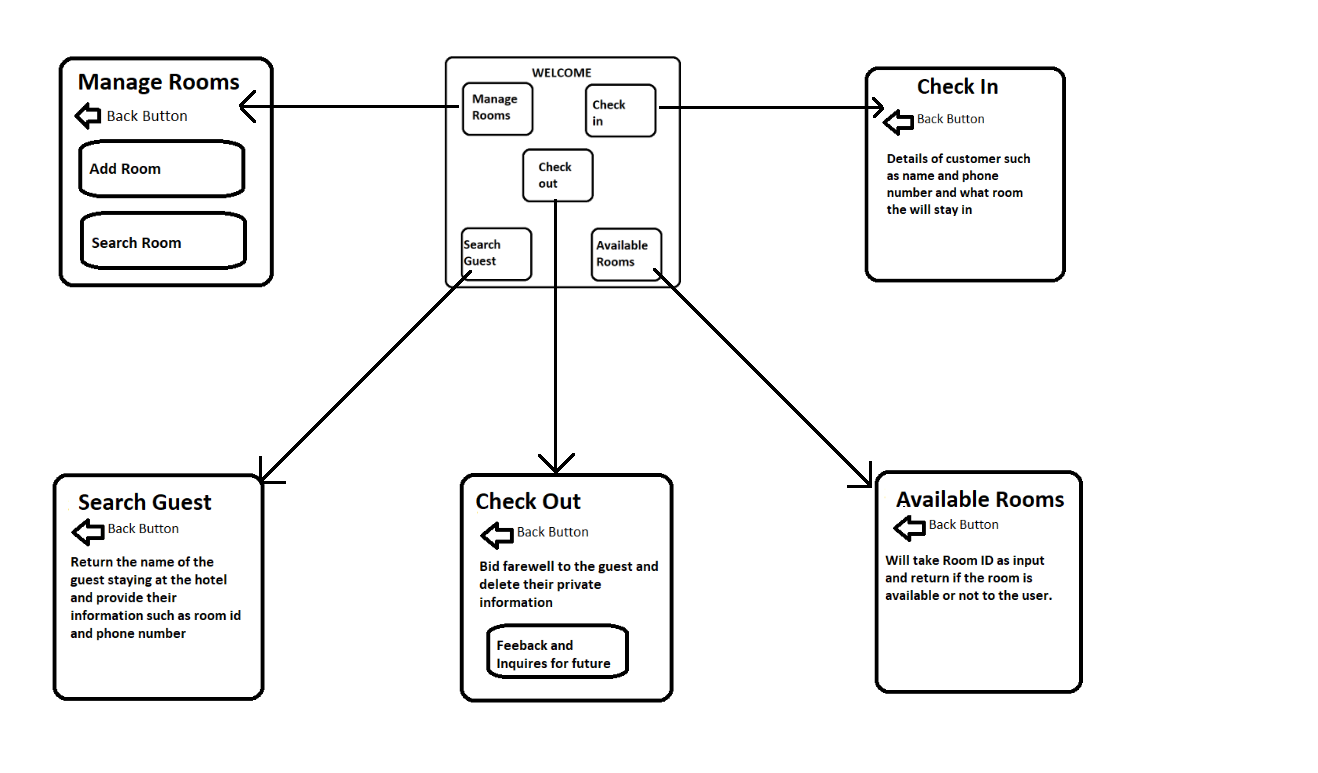 WELCOME
Manage
Rooms
Check
in
Check
out
Search
Guest
Available
Rooms
Manage Rooms
Back Button
Add Room
Search Room
Check In
Back Button
Details of customer such
as name and phone
number and what room
the will stay in
Search Guest
Back Button
Return the name of the
guest staying at the hotel
and provide their
information such as room id
and phone number
Check Out
Back Button
Bid farewell to the guest and
delete their private
information
Feeback and
Inquires for future
Available Rooms
Back Button
Will take Room ID as input
and return if the room is
available or not to the user.